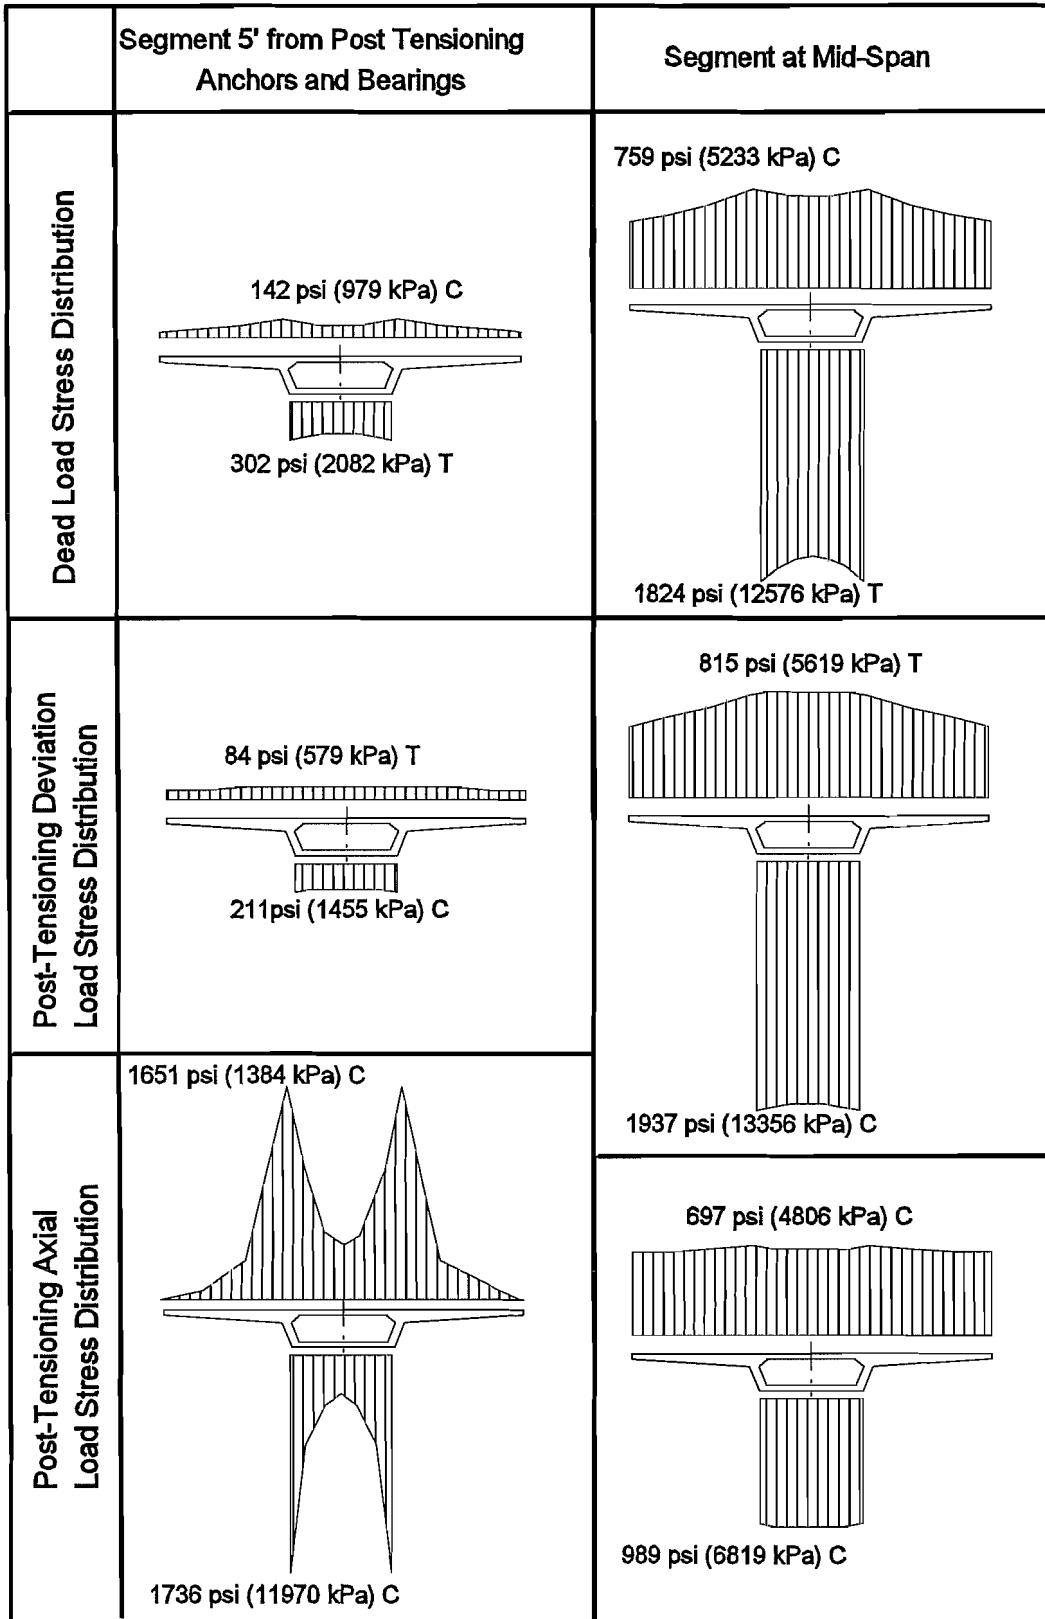 Segment 5' from Post Tensioning
Anchors and Bearings
Segment at Mid-Span
Dead Load Stress Distribution
142 psi (979 kPa) C
302 psi (2082 kPa) T
759 psi (5233 kPa) C
1824 psi (12576 kPa) T
Post-Tensioning Deviation
Load Stress Distribution
84 psi (579 kPa) T
211psi (1455 kPa) C
815 psi (5619 kPa) T
1937 psi (13356 kPa) C
Post-Tensioning Axial
Load Stress Distribution
1651 psi (1384 kPa) C
1736 psi (11970 kPa) C
697 psi (4806 kPa) C
989 psi (6819 kPa) C